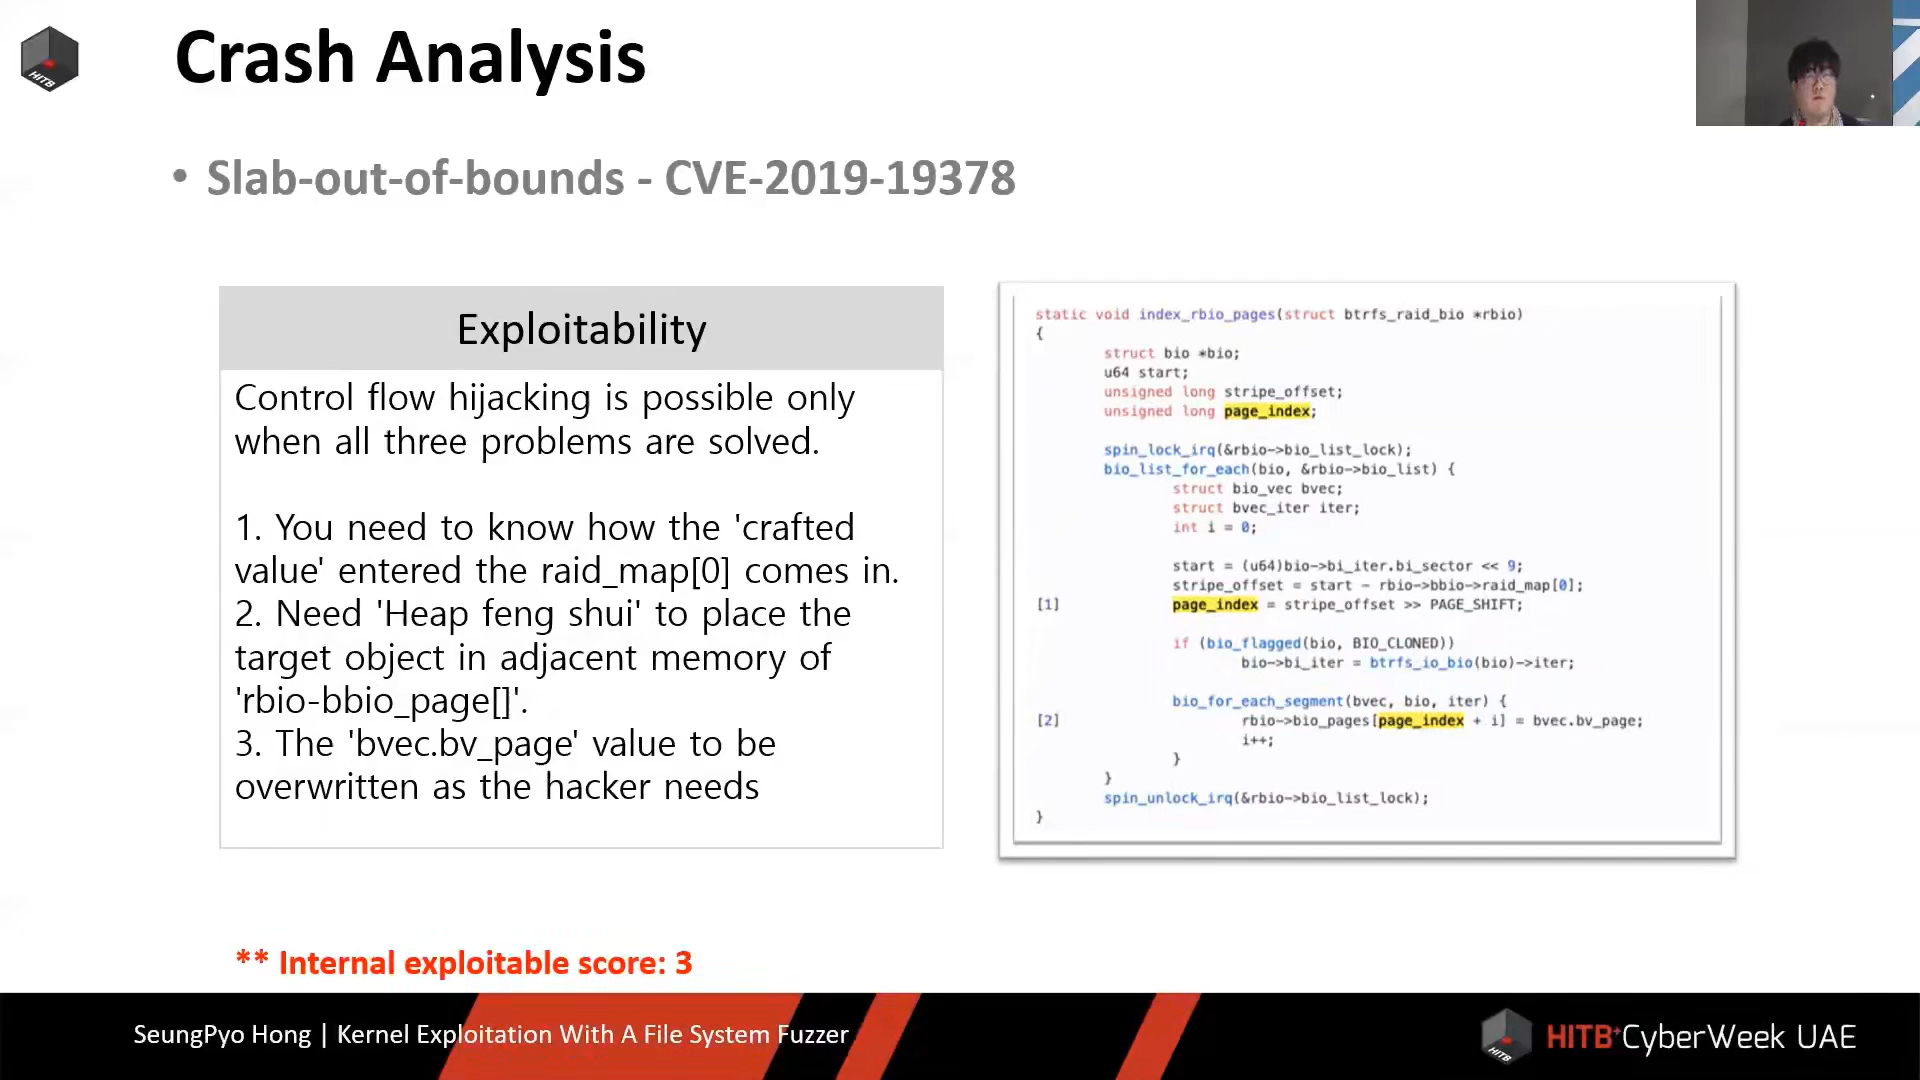 HITB
Crash Analysis
• Slab-out-of-bounds - CVE-2019-19378
Exploitability
Control flow hijacking is possible only
when all three problems are solved.
1. You need to know how the 'crafted
value' entered the raid_map[0] comes in.
2. Need 'Heap feng shui' to place the
target object in adjacent memory of
'rbio-bbio_page[]'.
3. The 'bvec.bv_page' value to be
overwritten as the hacker needs
static void index_rbio_pages(struct btrfs_raid_bio *rbio)
{
struct bio *bio;
u64 start;
unsigned long stripe_offset;
unsigned long page_index;
spin_lock_irq(&rbio->bio_list_lock);
bio_list_for_each(bio, &rbio->bio_list) {
struct bio_vec bvec;
struct bvec_iter iter;
int i = 0;
start = (u64)bio->bi_iter.bi_sector << 9;
stripe_offset = start - rbio->bbio->raid_map[0];
[1] page_index = stripe_offset >> PAGE_SHIFT;
if (bio_flagged(bio, BIO_CLONED))
bio->bi_iter = btrfs_io_bio(bio)->iter;
bio_for_each_segment(bvec, bio, iter) {
[2] rbio->bio_pages[page_index + i] = bvec.bv_page;
i++;
}
}
spin_unlock_irq(&rbio->bio_list_lock);
}
** Internal exploitable score: 3
SeungPyo Hong | Kernel Exploitation With A File System Fuzzer
HITB
HITB+CyberWeek UAE